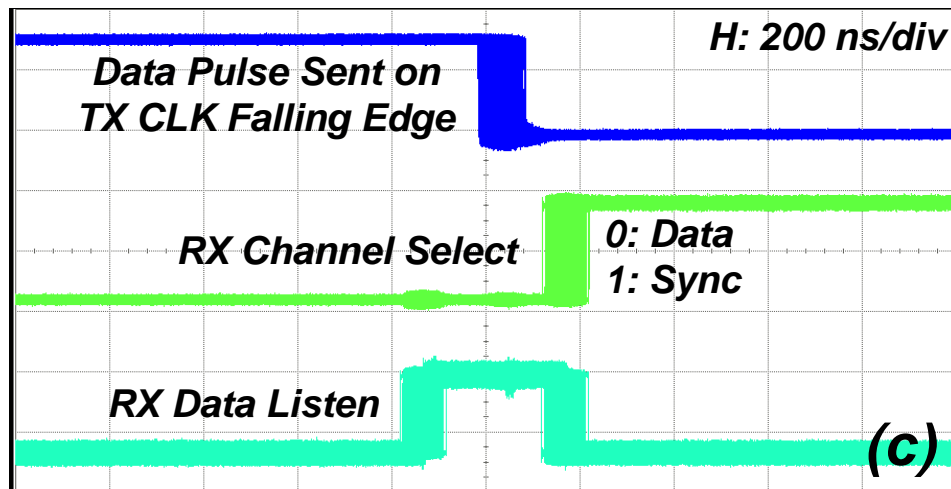 H: 200 ns/div
Data Pulse Sent on
TX CLK Falling Edge
RX Channel Select
0: Data
1: Sync
RX Data Listen
(c)